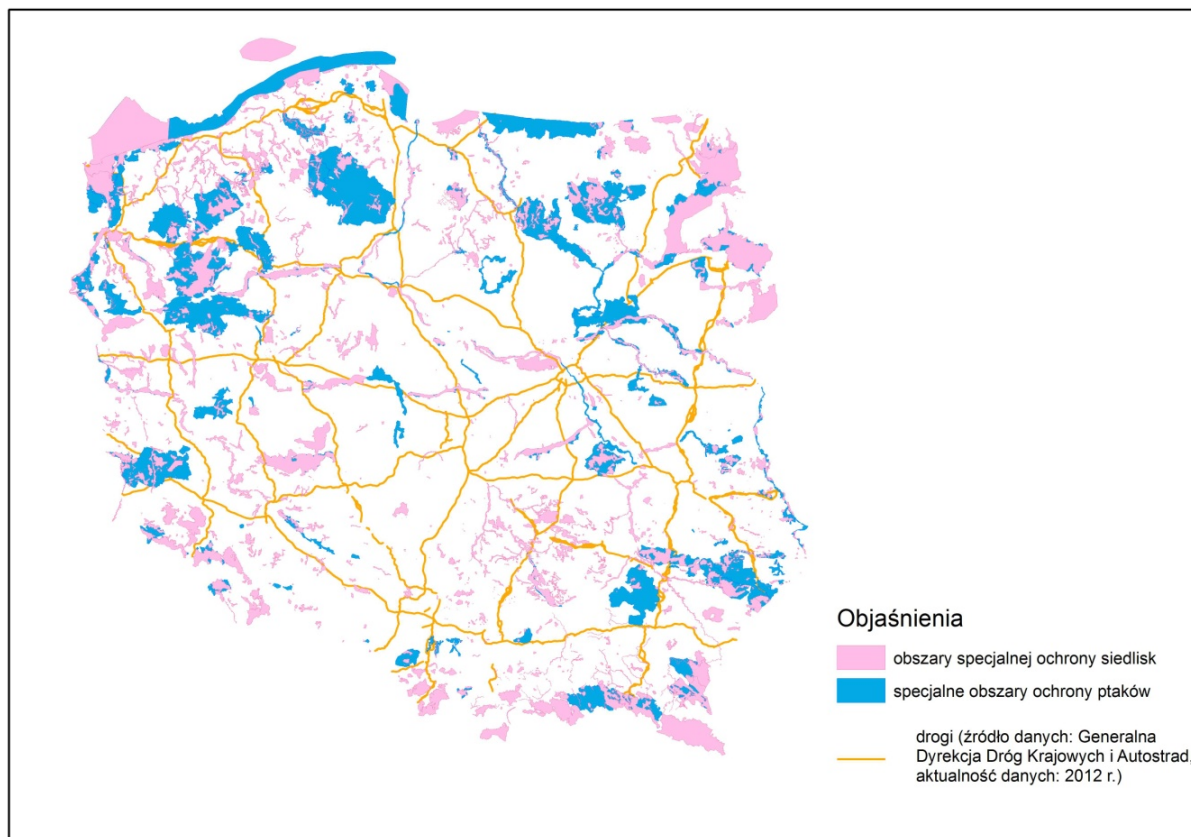 Objaśnienia
obszary specjalnej ochrony siedlisk
specjalne obszary ochrony ptaków
drogi (źródło danych: Generalna
Dyrekcja Dróg Krajowych i Autostrad,
aktualność danych: 2012 r.)